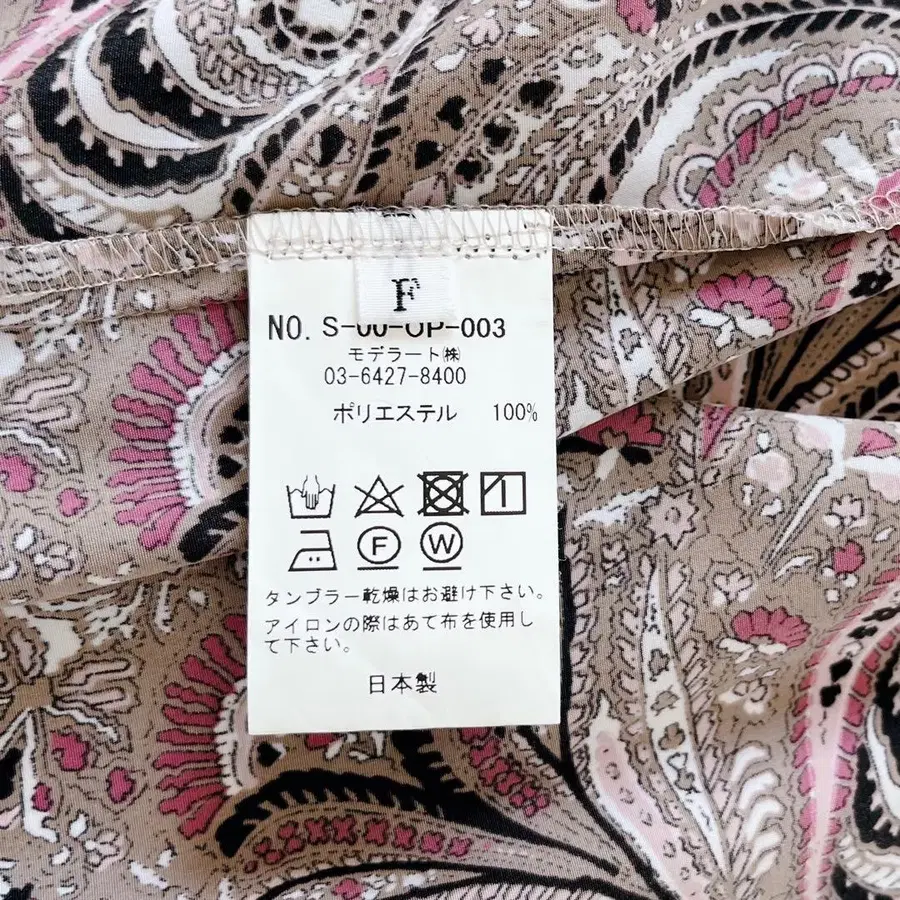 F
NO. S-00-OP-003
モデラート㈱
03-6427-8400
ポリエステル 100%
F W
タンブラー乾燥はお避け下さい。
アイロンの際はあて布を使用し
て下さい。
日本製